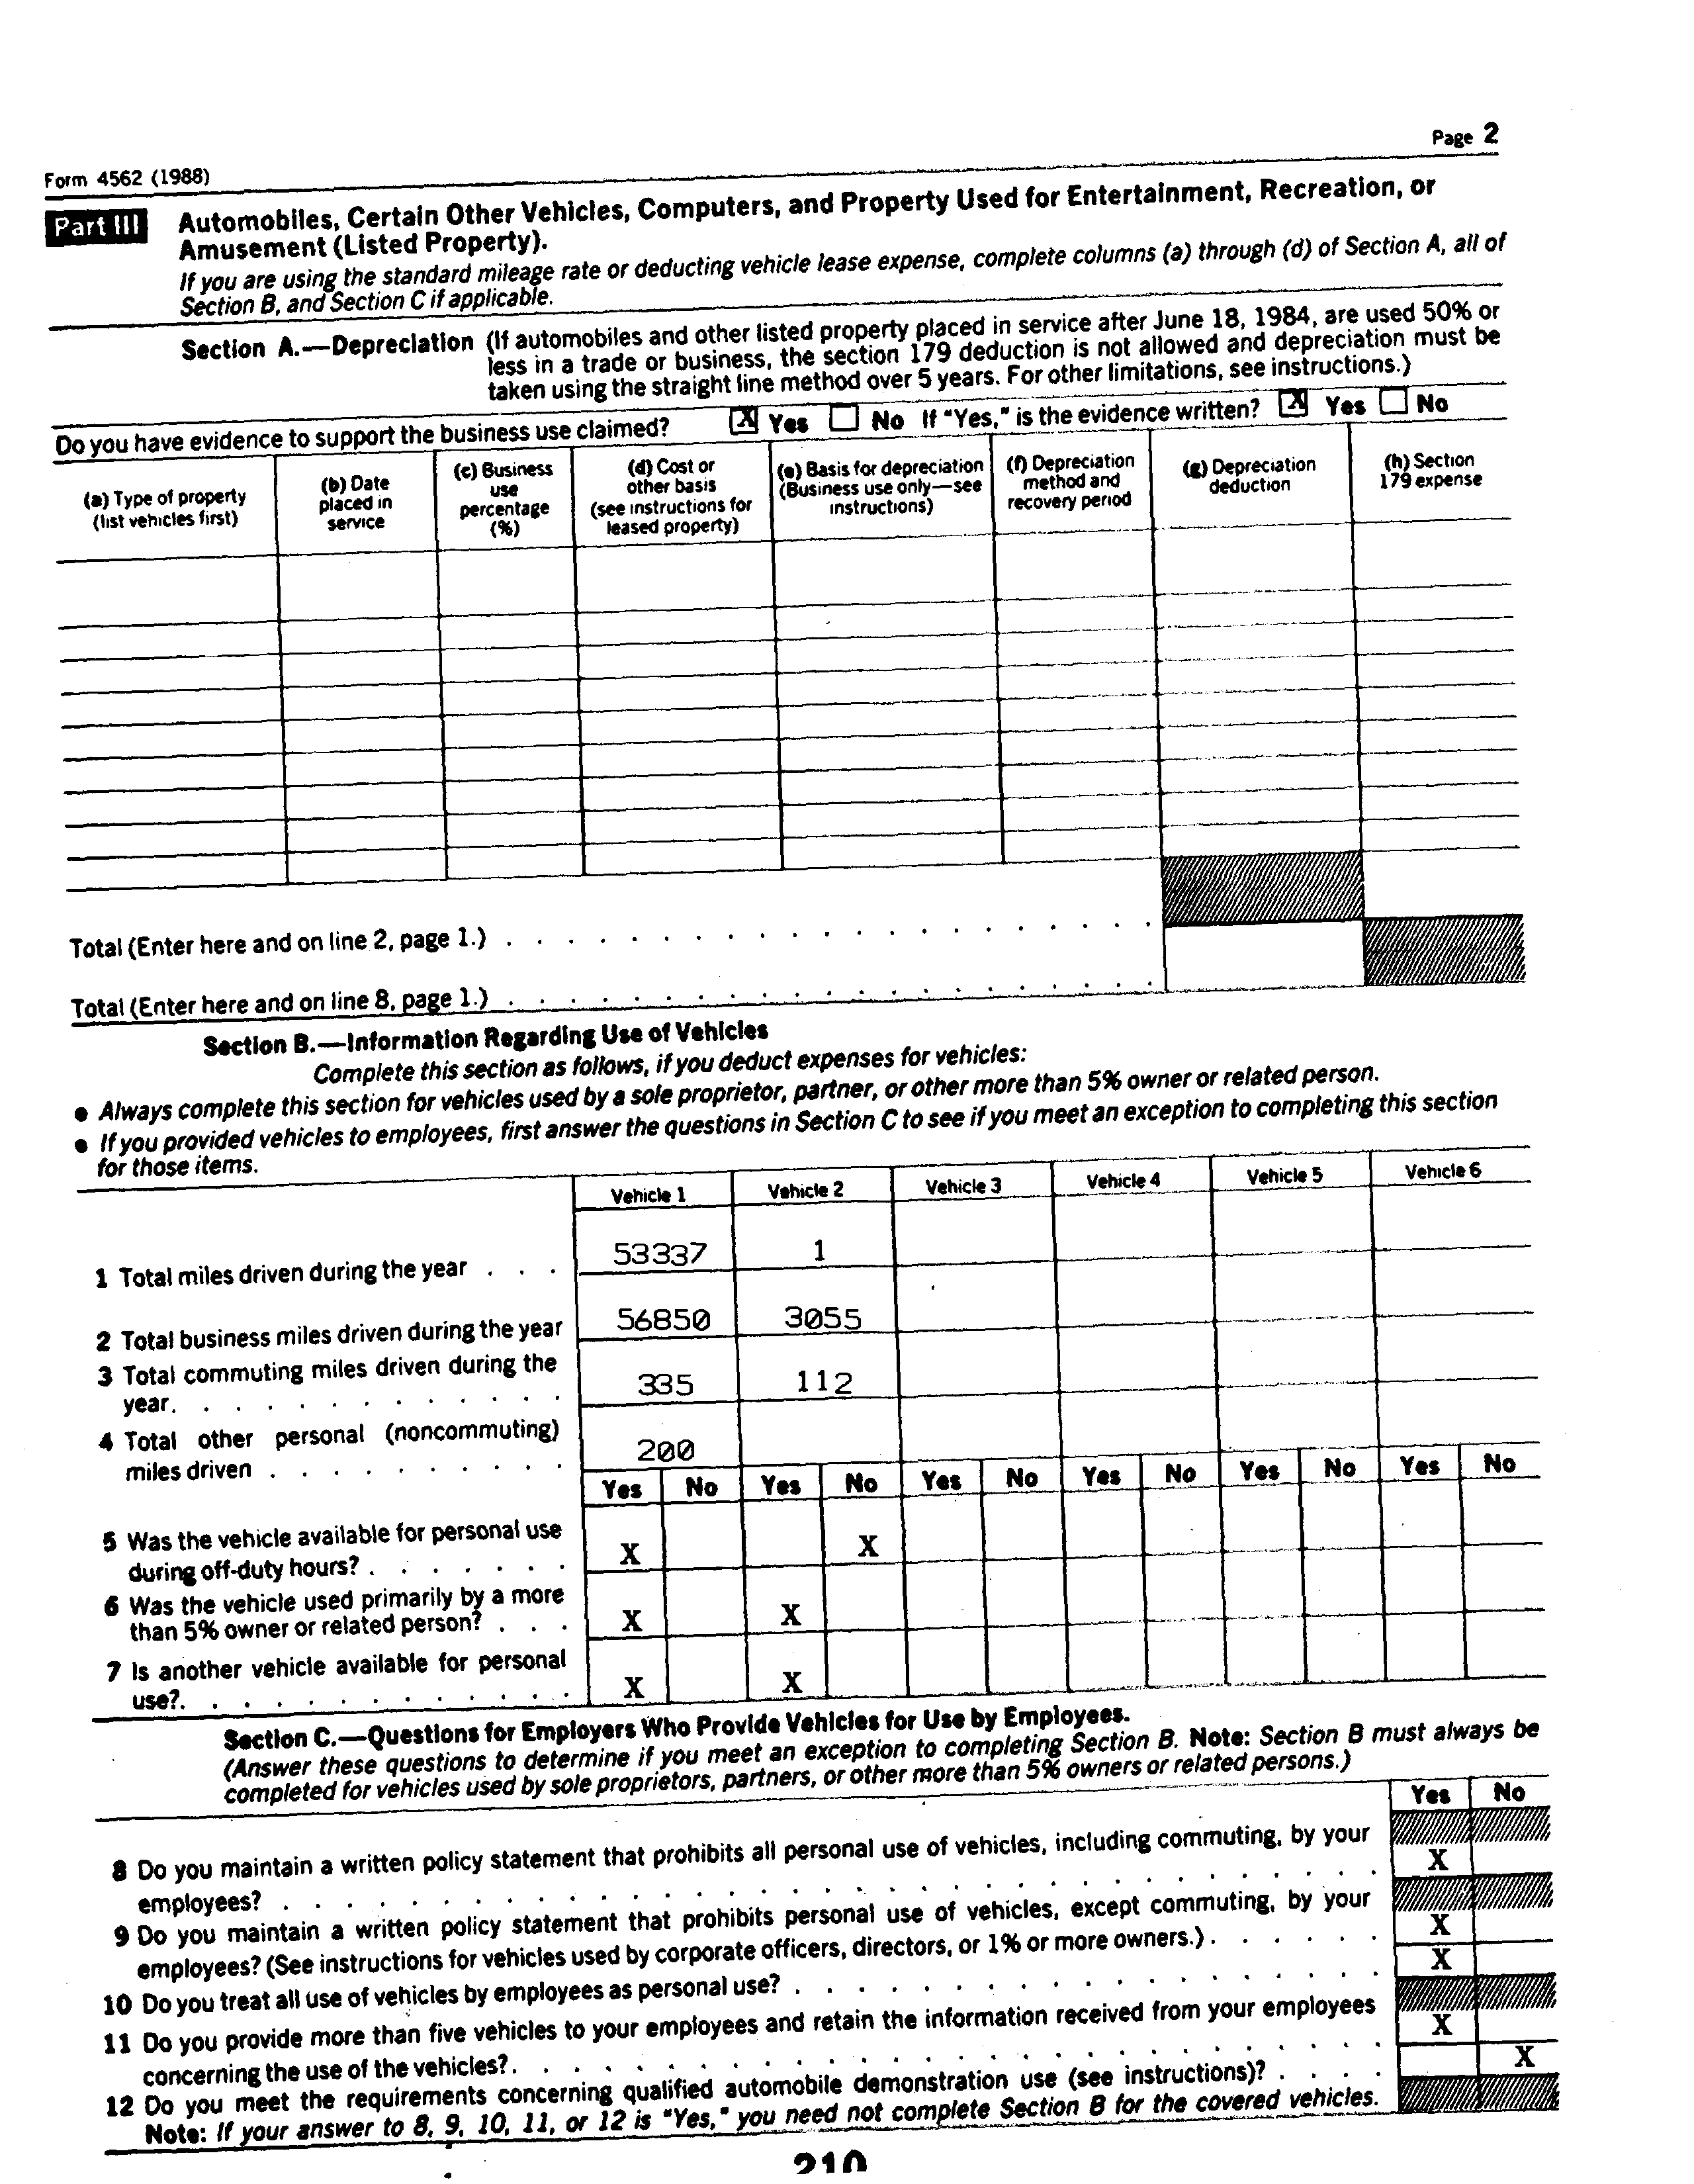 Page 2
Form 4562 (1988)
Part III Automobiles, Certain Other Vehicles, Computers, and Property Used for Entertainment, Recreation, or
Amusement (Listed Property).
If you are using the standard mileage rate or deducting vehicle lease expense, complete columns (a) through (d) of Section A, all of
Section B, and Section C if applicable.
Section A.—Depreciation (If automobiles and other listed property placed in service after June 18, 1984, are used 50% or
less in a trade or business, the section 179 deduction is not allowed and depreciation must be
taken using the straight line method over 5 years. For other limitations, see instructions.)
Do you have evidence to support the business use claimed? X Yes No If "Yes," is the evidence written? X Yes No
(a) Type of property
(list vehicles first)
(b) Date
placed in
service
(c) Business
use
percentage
(%)
(d) Cost or
other basis
(see instructions for
leased property)
(e) Basis for depreciation
(Business use only—see
instructions)
(f) Depreciation
method and
recovery period
(g) Depreciation
deduction
(h) Section
179 expense
Total (Enter here and on line 2, page 1.) . . . . . . . . . . . . . . . . . . . . .
Total (Enter here and on line 8, page 1.) . . . . . . . . . . . . . . . . . . . . .
Section B.—Information Regarding Use of Vehicles
Complete this section as follows, if you deduct expenses for vehicles:
● Always complete this section for vehicles used by a sole proprietor, partner, or other more than 5% owner or related person.
● If you provided vehicles to employees, first answer the questions in Section C to see if you meet an exception to completing this section
for those items.
Vehicle 1 Vehicle 2 Vehicle 3 Vehicle 4 Vehicle 5 Vehicle 6
1 Total miles driven during the year . . . 53337 1
2 Total business miles driven during the year 56850 3055
3 Total commuting miles driven during the
year. . . . . . . . . . . . . 335 112
4 Total other personal (noncommuting)
miles driven . . . . . . . . . . 200
Yes No Yes No Yes No Yes No Yes No Yes No
5 Was the vehicle available for personal use
during off-duty hours? . . . . . . . X X
6 Was the vehicle used primarily by a more
than 5% owner or related person? . . . X X
7 Is another vehicle available for personal
use?. . . . . . . . . . . . . X X
Section C.—Questions for Employers Who Provide Vehicles for Use by Employees.
(Answer these questions to determine if you meet an exception to completing Section B. Note: Section B must always be
completed for vehicles used by sole proprietors, partners, or other more than 5% owners or related persons.)
Yes No
8 Do you maintain a written policy statement that prohibits all personal use of vehicles, including commuting, by your
employees? . . . . . . . . . . . . . . . . . . . . . . . . . . . . . . . . . . . X
9 Do you maintain a written policy statement that prohibits personal use of vehicles, except commuting, by your
employees? (See instructions for vehicles used by corporate officers, directors, or 1% or more owners.) . . . . . . X
10 Do you treat all use of vehicles by employees as personal use? . . . . . . . . . . . . . . . . . . . X
11 Do you provide more than five vehicles to your employees and retain the information received from your employees
concerning the use of the vehicles?. . . . . . . . . . . . . . . . . . . . . . . . . . . . X
12 Do you meet the requirements concerning qualified automobile demonstration use (see instructions)? . . . . X
Note: If your answer to 8, 9, 10, 11, or 12 is "Yes," you need not complete Section B for the covered vehicles.
210